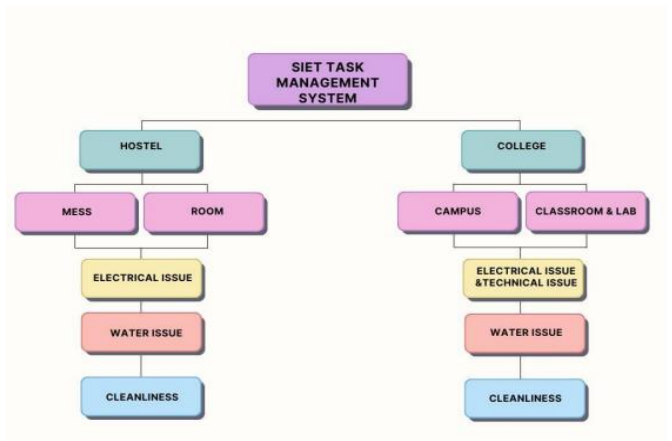 SIET TASK
MANAGEMENT
SYSTEM
HOSTEL
COLLEGE
MESS
ROOM
CAMPUS
CLASSROOM & LAB
ELECTRICAL ISSUE
ELECTRICAL ISSUE
&TECHNICAL ISSUE
WATER ISSUE
WATER ISSUE
CLEANLINESS
CLEANLINESS